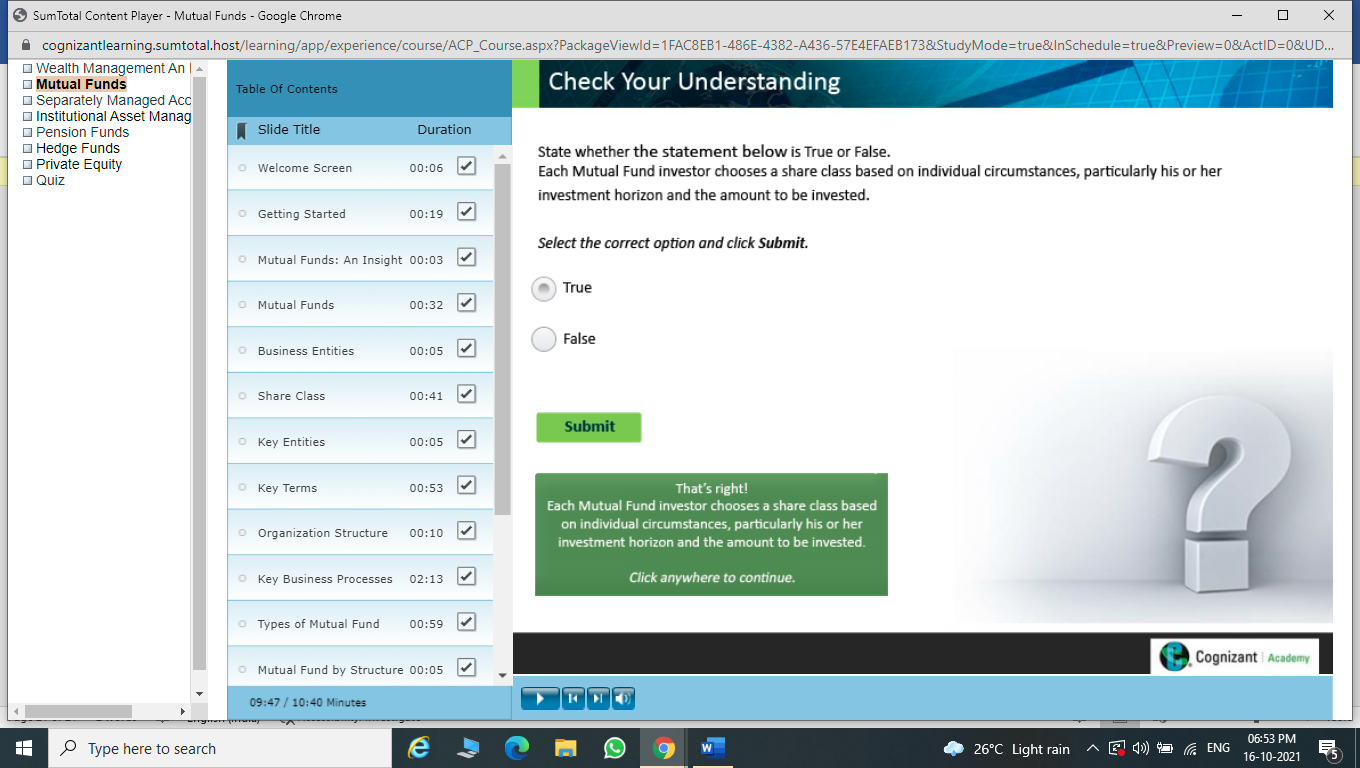 SumTotal Content Player - Mutual Funds - Google Chrome
cognizantlearning.sumtotal.host/learning/app/experience/course/ACP_Course.aspx?PackageViewId=1FAC8EB1-486E-4382-A436-57E4EFAEB173&StudyMode=true&InSchedule=true&Preview=0&ActID=0&UD...
Wealth Management An I
Mutual Funds
Separately Managed Acc
Institutional Asset Manag
Pension Funds
Hedge Funds
Private Equity
Quiz
Table Of Contents
Slide Title Duration
Welcome Screen 00:06
Getting Started 00:19
Mutual Funds: An Insight 00:03
Mutual Funds 00:32
Business Entities 00:05
Share Class 00:41
Key Entities 00:05
Key Terms 00:53
Organization Structure 00:10
Key Business Processes 02:13
Types of Mutual Fund 00:59
Mutual Fund by Structure 00:05
09:47 / 10:40 Minutes
Check Your Understanding
State whether the statement below is True or False.
Each Mutual Fund investor chooses a share class based on individual circumstances, particularly his or her
investment horizon and the amount to be invested.
Select the correct option and click Submit.
True
False
Submit
That's right!
Each Mutual Fund investor chooses a share class based
on individual circumstances, particularly his or her
investment horizon and the amount to be invested.
Click anywhere to continue.
Cognizant | Academy
Type here to search
26°C Light rain
ENG
06:53 PM
16-10-2021
5